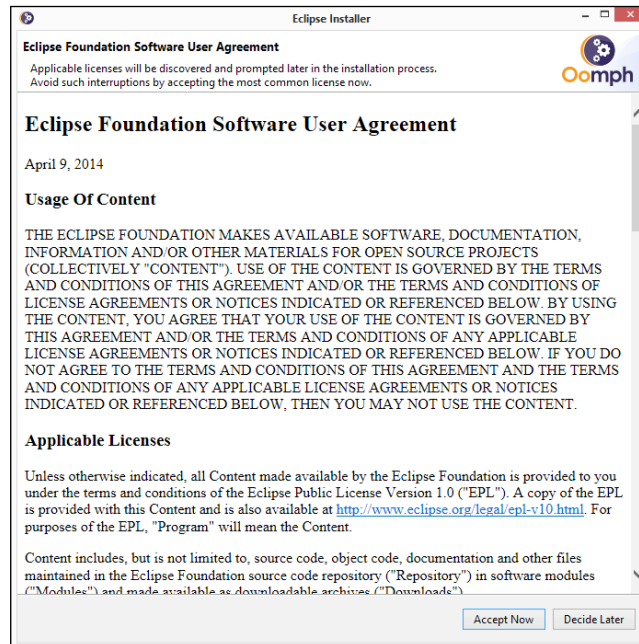 Eclipse Installer
Eclipse Foundation Software User Agreement
Applicable licenses will be discovered and prompted later in the installation process.
Avoid such interruptions by accepting the most common license now.
Oomph
Eclipse Foundation Software User Agreement
April 9, 2014
Usage Of Content
THE ECLIPSE FOUNDATION MAKES AVAILABLE SOFTWARE, DOCUMENTATION,
INFORMATION AND/OR OTHER MATERIALS FOR OPEN SOURCE PROJECTS
(COLLECTIVELY "CONTENT"). USE OF THE CONTENT IS GOVERNED BY THE TERMS
AND CONDITIONS OF THIS AGREEMENT AND/OR THE TERMS AND CONDITIONS OF
LICENSE AGREEMENTS OR NOTICES INDICATED OR REFERENCED BELOW. BY USING
THE CONTENT, YOU AGREE THAT YOUR USE OF THE CONTENT IS GOVERNED BY
THIS AGREEMENT AND/OR THE TERMS AND CONDITIONS OF ANY APPLICABLE
LICENSE AGREEMENTS OR NOTICES INDICATED OR REFERENCED BELOW. IF YOU DO
NOT AGREE TO THE TERMS AND CONDITIONS OF THIS AGREEMENT AND THE TERMS
AND CONDITIONS OF ANY APPLICABLE LICENSE AGREEMENTS OR NOTICES
INDICATED OR REFERENCED BELOW, THEN YOU MAY NOT USE THE CONTENT.
Applicable Licenses
Unless otherwise indicated, all Content made available by the Eclipse Foundation is provided to you
under the terms and conditions of the Eclipse Public License Version 1.0 ("EPL"). A copy of the EPL
is provided with this Content and is also available at http://www.eclipse.org/legal/epl-v10.html. For
purposes of the EPL, "Program" will mean the Content.
Content includes, but is not limited to, source code, object code, documentation and other files
maintained in the Eclipse Foundation source code repository ("Repository") in software modules
("Modules") and made available as downloadable archives ("Downloads").
Accept Now
Decide Later